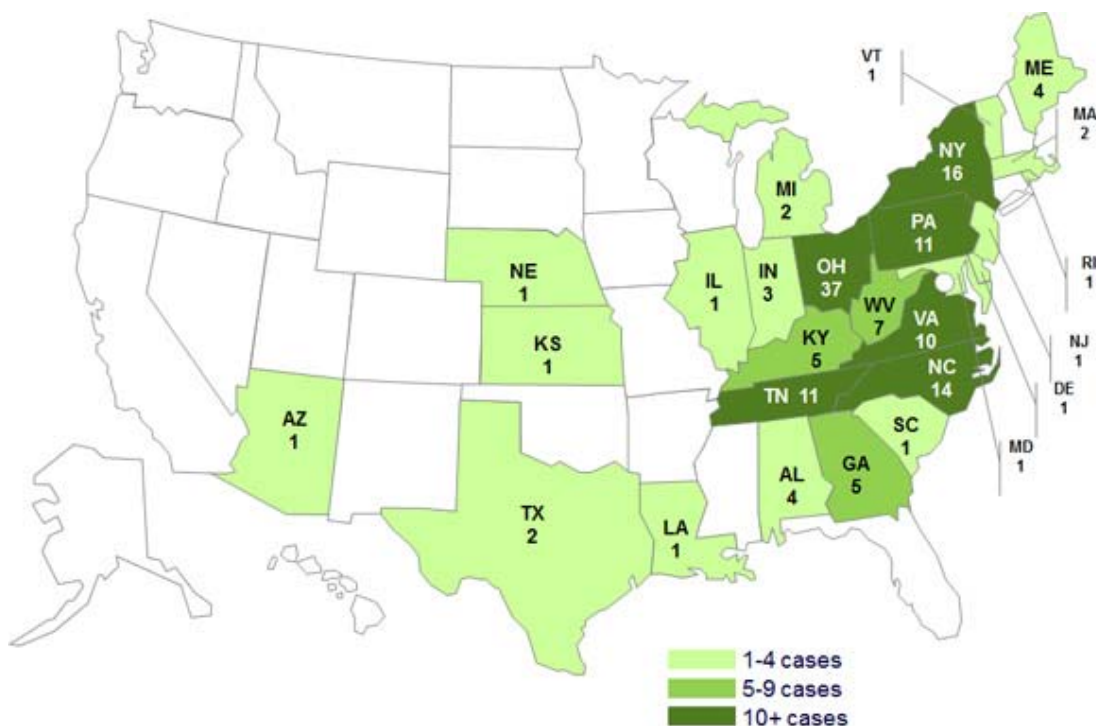 VT
1
ME
4
MA
2
NY
16
MI
2
PA
11
RI
1
NE
1
IL
1
IN
3
OH
37
WV
7
VA
10
NJ
1
KS
1
KY
5
DE
1
NC
14
TN 11
AZ
1
SC
1
MD
1
AL
4
GA
5
TX
2
LA
1
1-4 cases
5-9 cases
10+ cases